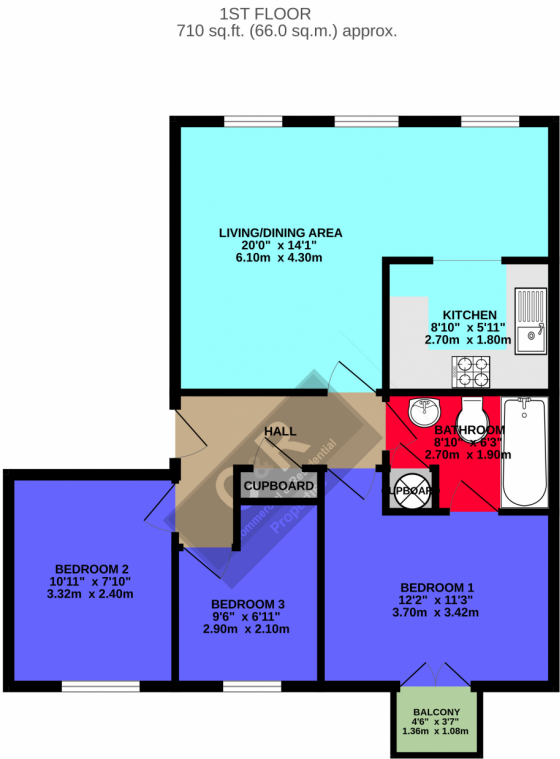 1ST FLOOR
710 sq.ft. (66.0 sq.m.) approx.
LIVING/DINING AREA
20'0" x 14'1"
6.10m x 4.30m
KITCHEN
8'10" x 5'11"
2.70m x 1.80m
HALL
BATHROOM
8'10" x 6'3"
2.70m x 1.90m
CUPBOARD
CUPBOARD
BEDROOM 2
10'11" x 7'10"
3.32m x 2.40m
BEDROOM 3
9'6" x 6'11"
2.90m x 2.10m
BEDROOM 1
12'2" x 11'3"
3.70m x 3.42m
BALCONY
4'6" x 3'7"
1.36m x 1.08m